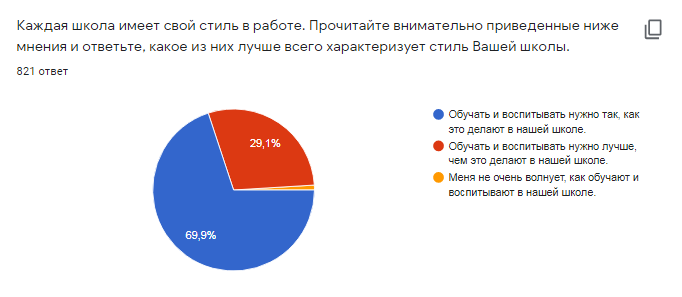 Каждая школа имеет свой стиль в работе. Прочитайте внимательно приведенные ниже
мнения и ответьте, какое из них лучше всего характеризует стиль Вашей школы.
821 ответ
Обучать и воспитывать нужно так, как
это делают в нашей школе.
Обучать и воспитывать нужно лучше,
чем это делают в нашей школе.
Меня не очень волнует, как обучают и
воспитывают в нашей школе.
29,1%
69,9%